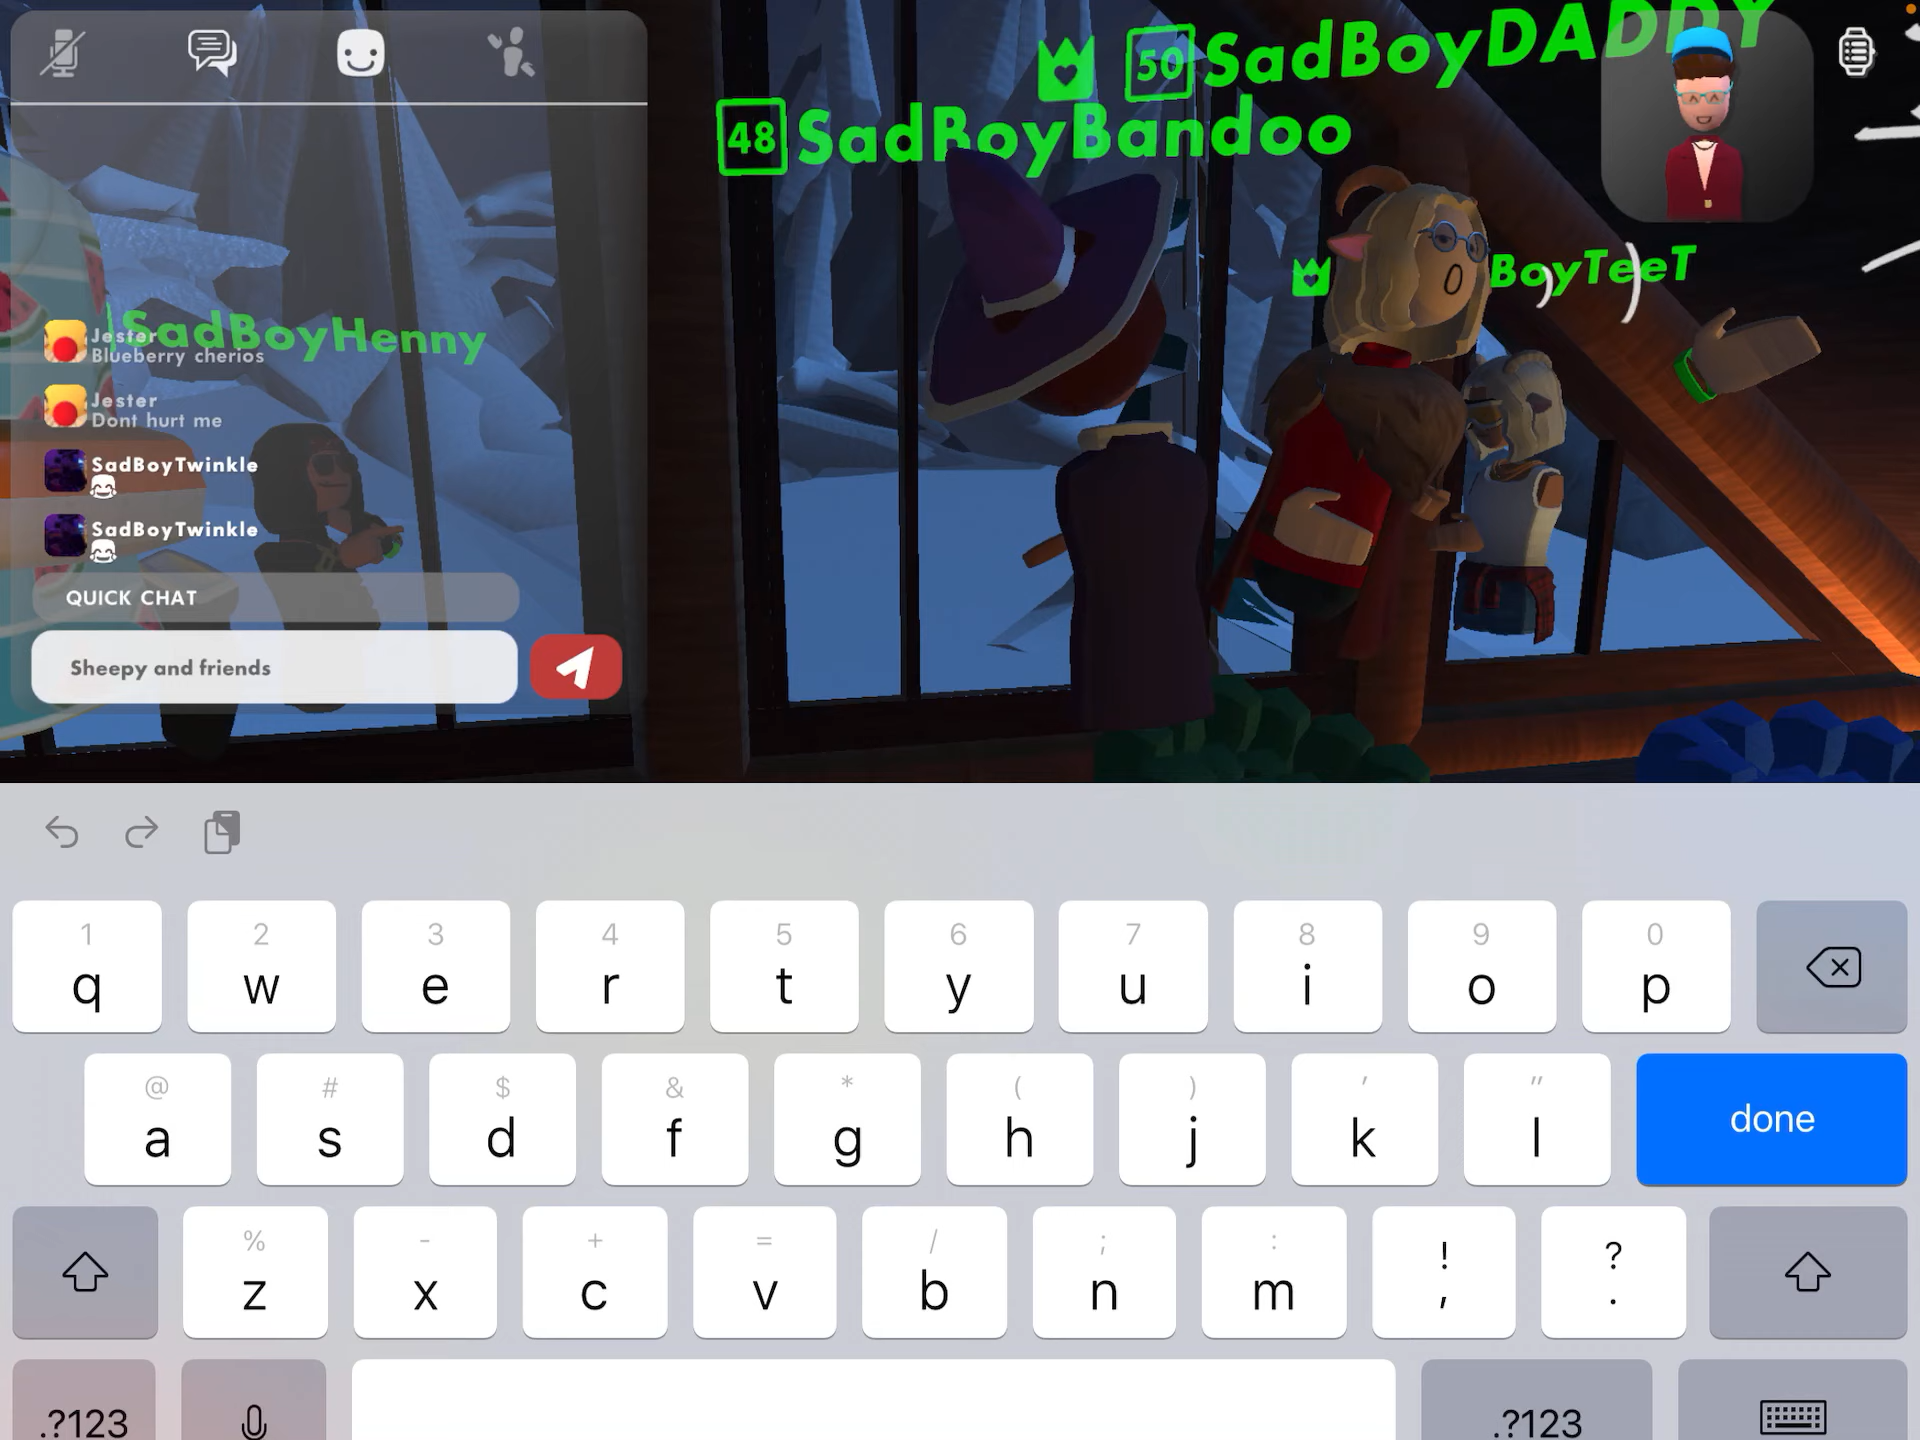 50 SadBoyDADDY
48 SadBoyBandoo
BoyTeeT
SadBoyHenny
Jester
Blueberry cherios
Jester
Dont hurt me
SadBoyTwinkle
SadBoyTwinkle
QUICK CHAT
Sheepy and friends
1 2 3 4 5 6 7 8 9 0
q w e r t y u i o p
@ # $ & * ( ) ' "
a s d f g h j k l done
% - + = / ; : ! ?
z x c v b n m , .
.?123 .?123